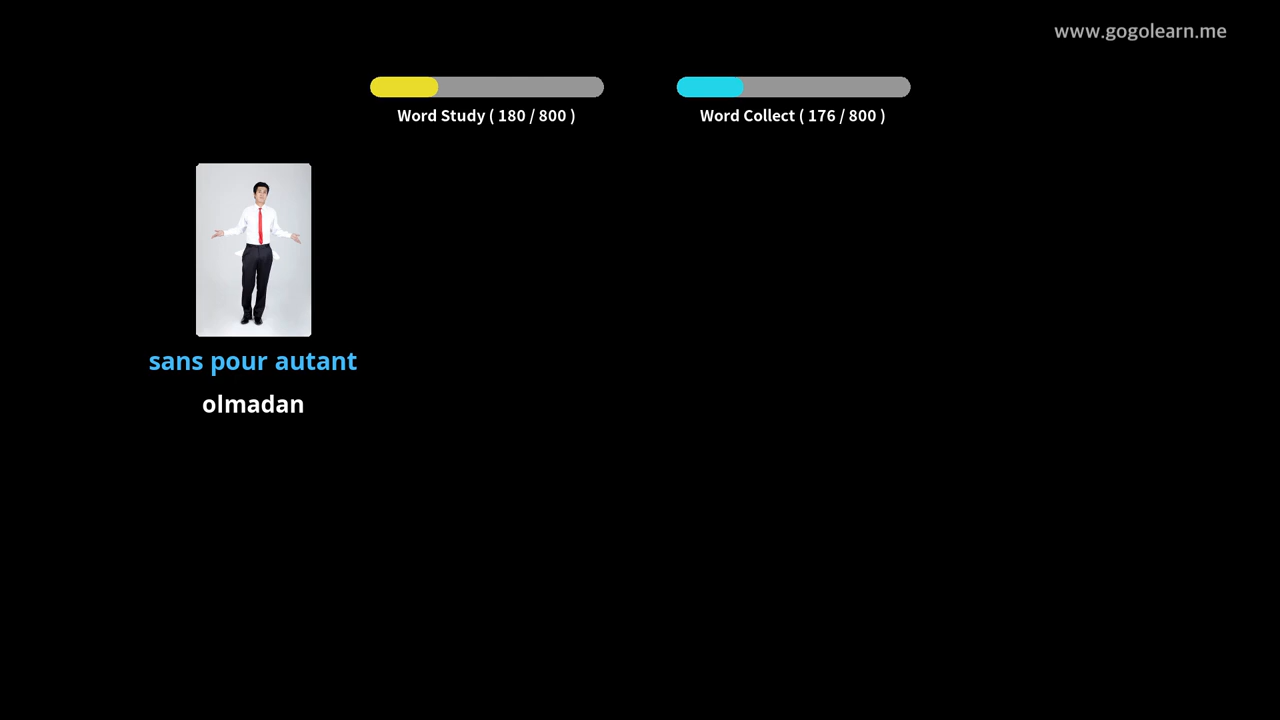 www.gogolearn.me
Word Study ( 180 / 800 )
Word Collect ( 176 / 800 )
sans pour autant
olmadan